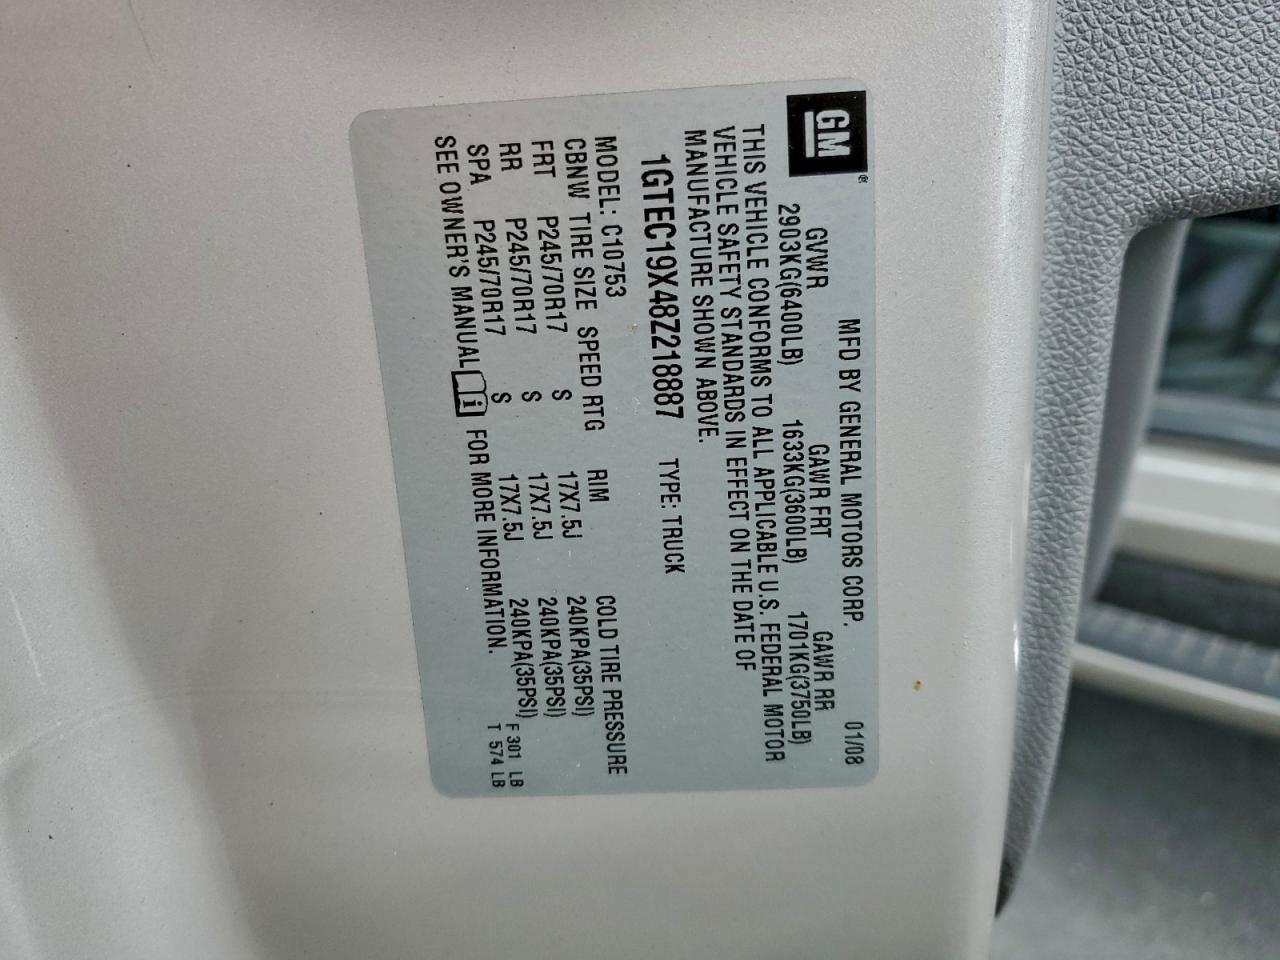 GM ®
MFD BY GENERAL MOTORS CORP. 01/08
GVWR GAWR FRT GAWR RR
2903KG(6400LB) 1633KG(3600LB) 1701KG(3750LB)
THIS VEHICLE CONFORMS TO ALL APPLICABLE U.S. FEDERAL MOTOR
VEHICLE SAFETY STANDARDS IN EFFECT ON THE DATE OF
MANUFACTURE SHOWN ABOVE.
1GTEC19X48Z218887 TYPE: TRUCK
MODEL: C10753
CBNW TIRE SIZE SPEED RTG RIM COLD TIRE PRESSURE
FRT P245/70R17 S 17X7.5J 240KPA(35PSI)
RR P245/70R17 S 17X7.5J 240KPA(35PSI)
SPA P245/70R17 S 17X7.5J 240KPA(35PSI)
SEE OWNER'S MANUAL i FOR MORE INFORMATION.
F 301 LB
T 574 LB